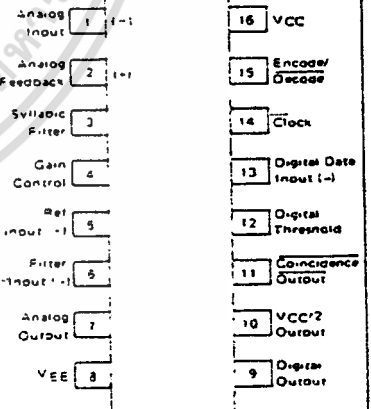 Analog
Input
1
(-)
16
VCC
Analog
Feedback
2
(+)
15
Encode/
Decode
Syllabic
Filter
3
14
Clock
Gain
Control
4
13
Digital Data
Input (-)
Ref
Input
5
12
Digital
Threshold
Filter
Input (-)
6
11
Coincidence
Output
Analog
Output
7
10
VCC/2
Output
VEE
8
9
Digital
Output